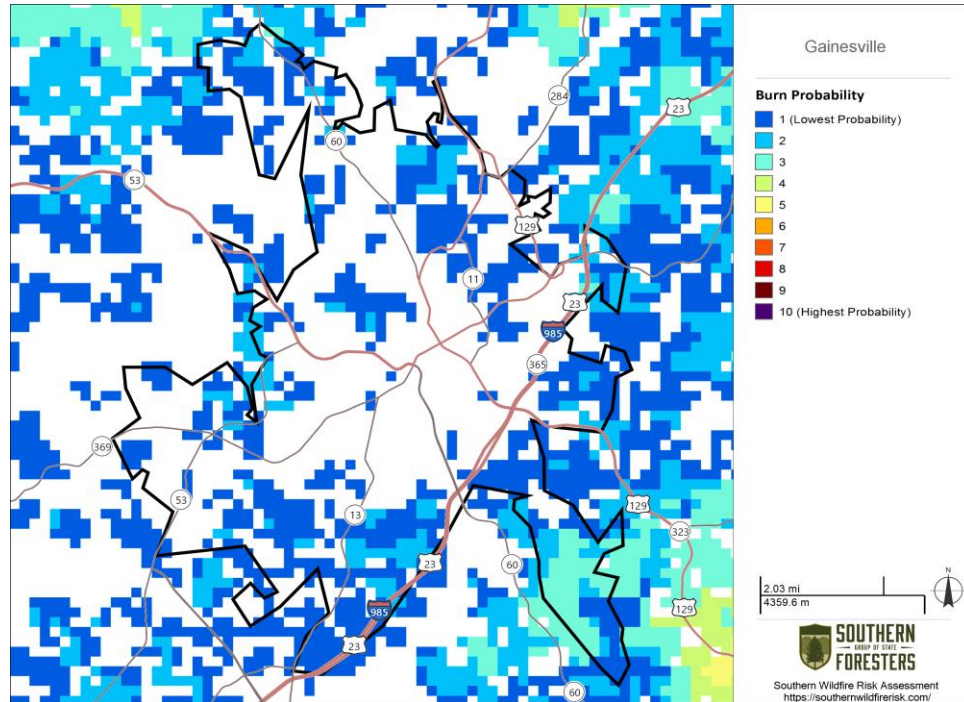 Gainesville
Burn Probability
1 (Lowest Probability)
2
3
4
5
6
7
8
9
10 (Highest Probability)
284
23
60
53
129
11
23
985
365
369
53
13
129
323
23
60
129
985
23
60
2.03 mi
4359.6 m
N
SOUTHERN
GROUP OF STATE
FORESTERS
Southern Wildfire Risk Assessment
https://southernwildfirerisk.com/